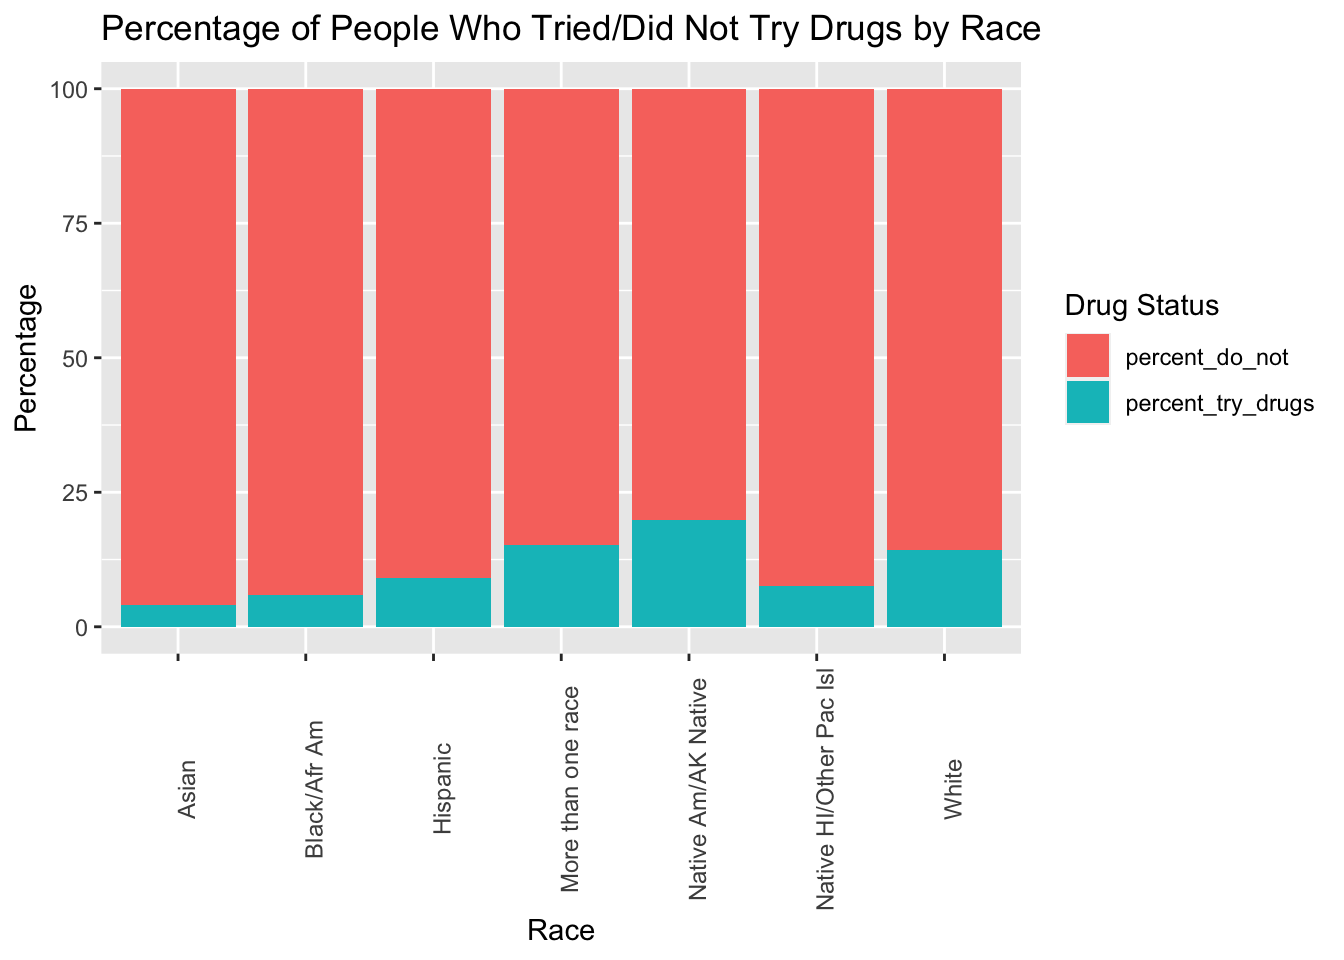 Percentage of People Who Tried/Did Not Try Drugs by Race
100
75
50
25
0
Percentage
Asian
Black/Afr Am
Hispanic
More than one race
Native Am/AK Native
Native HI/Other Pac Isl
White
Race
Drug Status
percent_do_not
percent_try_drugs